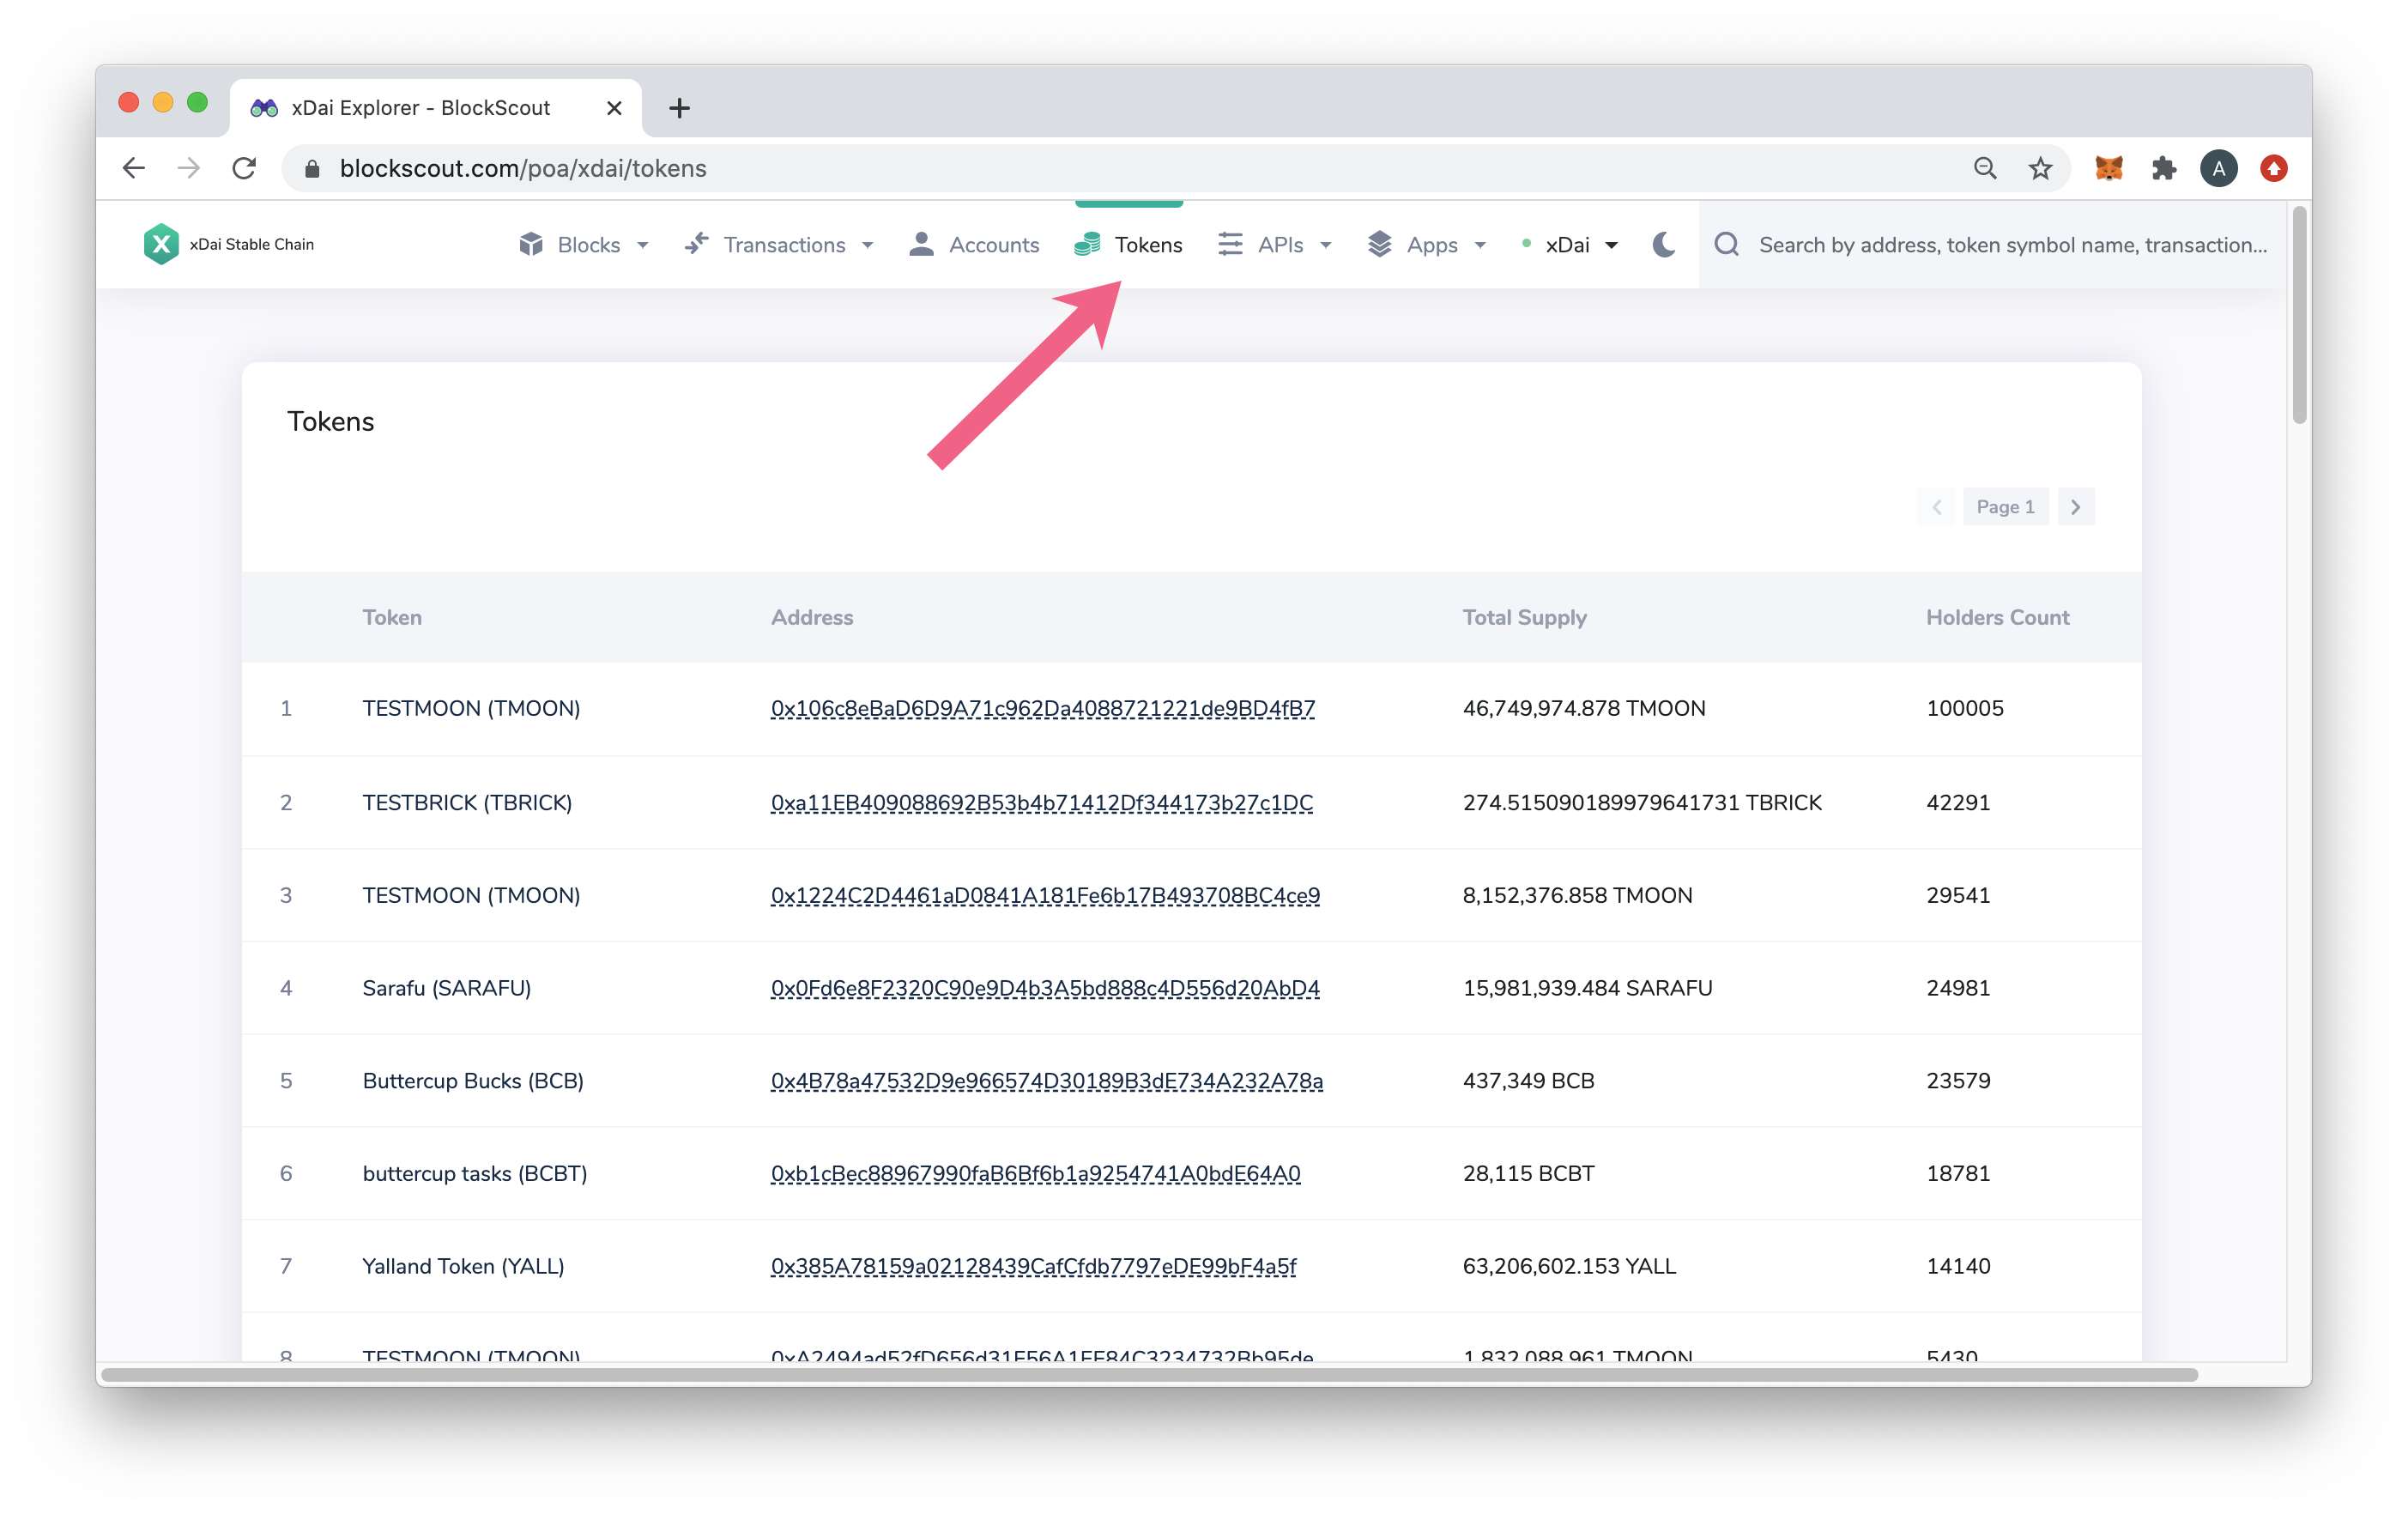 xDai Explorer - BlockScout
blockscout.com/poa/xdai/tokens
A
X xDai Stable Chain Blocks Transactions Accounts Tokens APIs Apps xDai Search by address, token symbol name, transaction...
Tokens
Page 1
Token Address Total Supply Holders Count
1 TESTMOON (TMOON) 0x106c8eBaD6D9A71c962Da4088721221de9BD4fB7 46,749,974.878 TMOON 100005
2 TESTBRICK (TBRICK) 0xa11EB409088692B53b4b71412Df344173b27c1DC 274.515090189979641731 TBRICK 42291
3 TESTMOON (TMOON) 0x1224C2D4461aD0841A181Fe6b17B493708BC4ce9 8,152,376.858 TMOON 29541
4 Sarafu (SARAFU) 0x0Fd6e8F2320C90e9D4b3A5bd888c4D556d20AbD4 15,981,939.484 SARAFU 24981
5 Buttercup Bucks (BCB) 0x4B78a47532D9e966574D30189B3dE734A232A78a 437,349 BCB 23579
6 buttercup tasks (BCBT) 0xb1cBec88967990faB6Bf6b1a9254741A0bdE64A0 28,115 BCBT 18781
7 Yalland Token (YALL) 0x385A78159a02128439CafCfdb7797eDE99bF4a5f 63,206,602.153 YALL 14140
8 TESTMOON (TMOON) 1,832,088.961 TMOON 5430